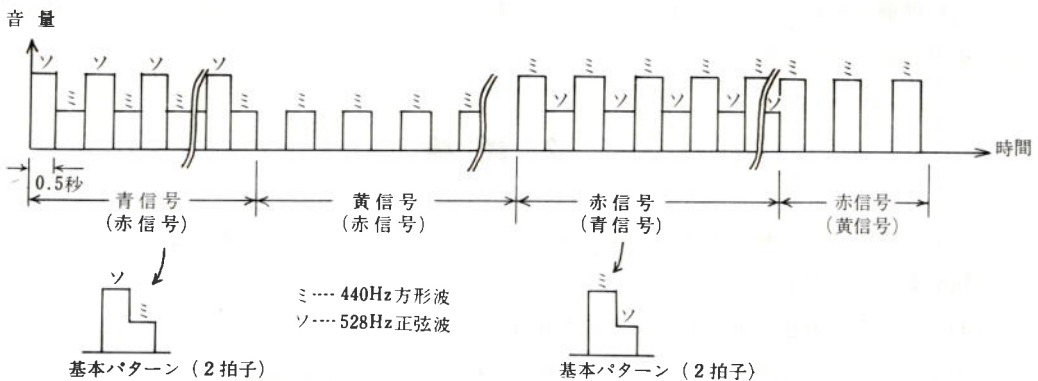 音量
ソ ソ ソ ソ
ミ ミ ミ ミ
ミ ミ ミ ミ
ミ ミ ミ ミ ミ
ソ ソ ソ ソ ソ
ミ ミ ミ
時間
0.5秒
青信号
(赤信号)
黄信号
(赤信号)
赤信号
(青信号)
赤信号
(黄信号)
ソ
ミ
基本パターン(2拍子)
ミ‥‥440Hz方形波
ソ‥‥528Hz正弦波
ミ
ソ
基本パターン(2拍子)